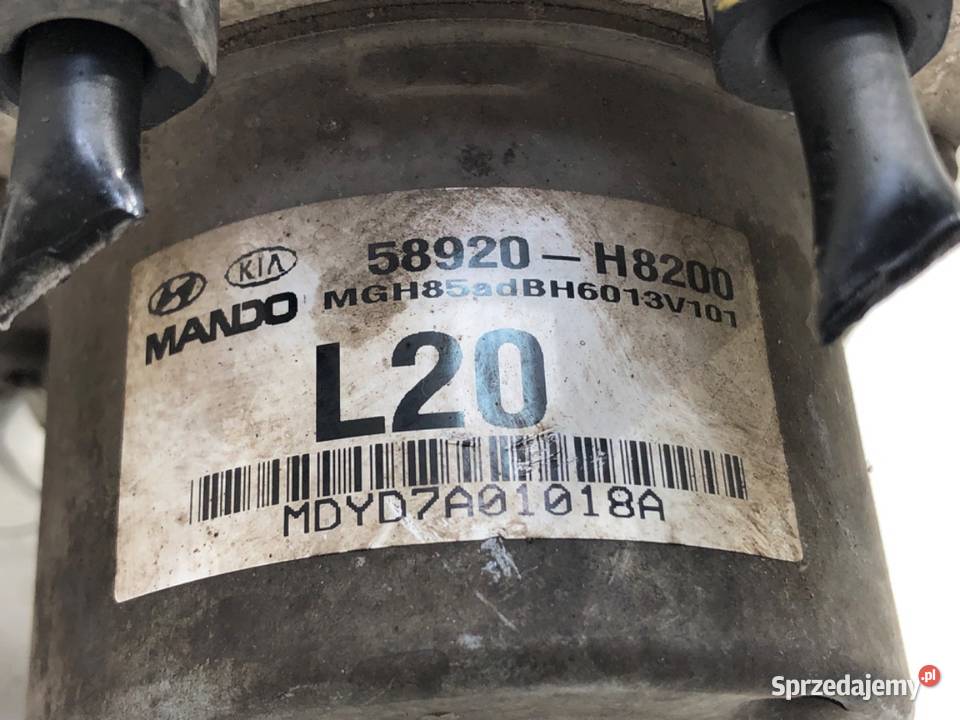 58920-H8200
KIA
MGH85adBH6013V101
MANDO
L20
MDYD7A01018A
Sprzedajemy.pl